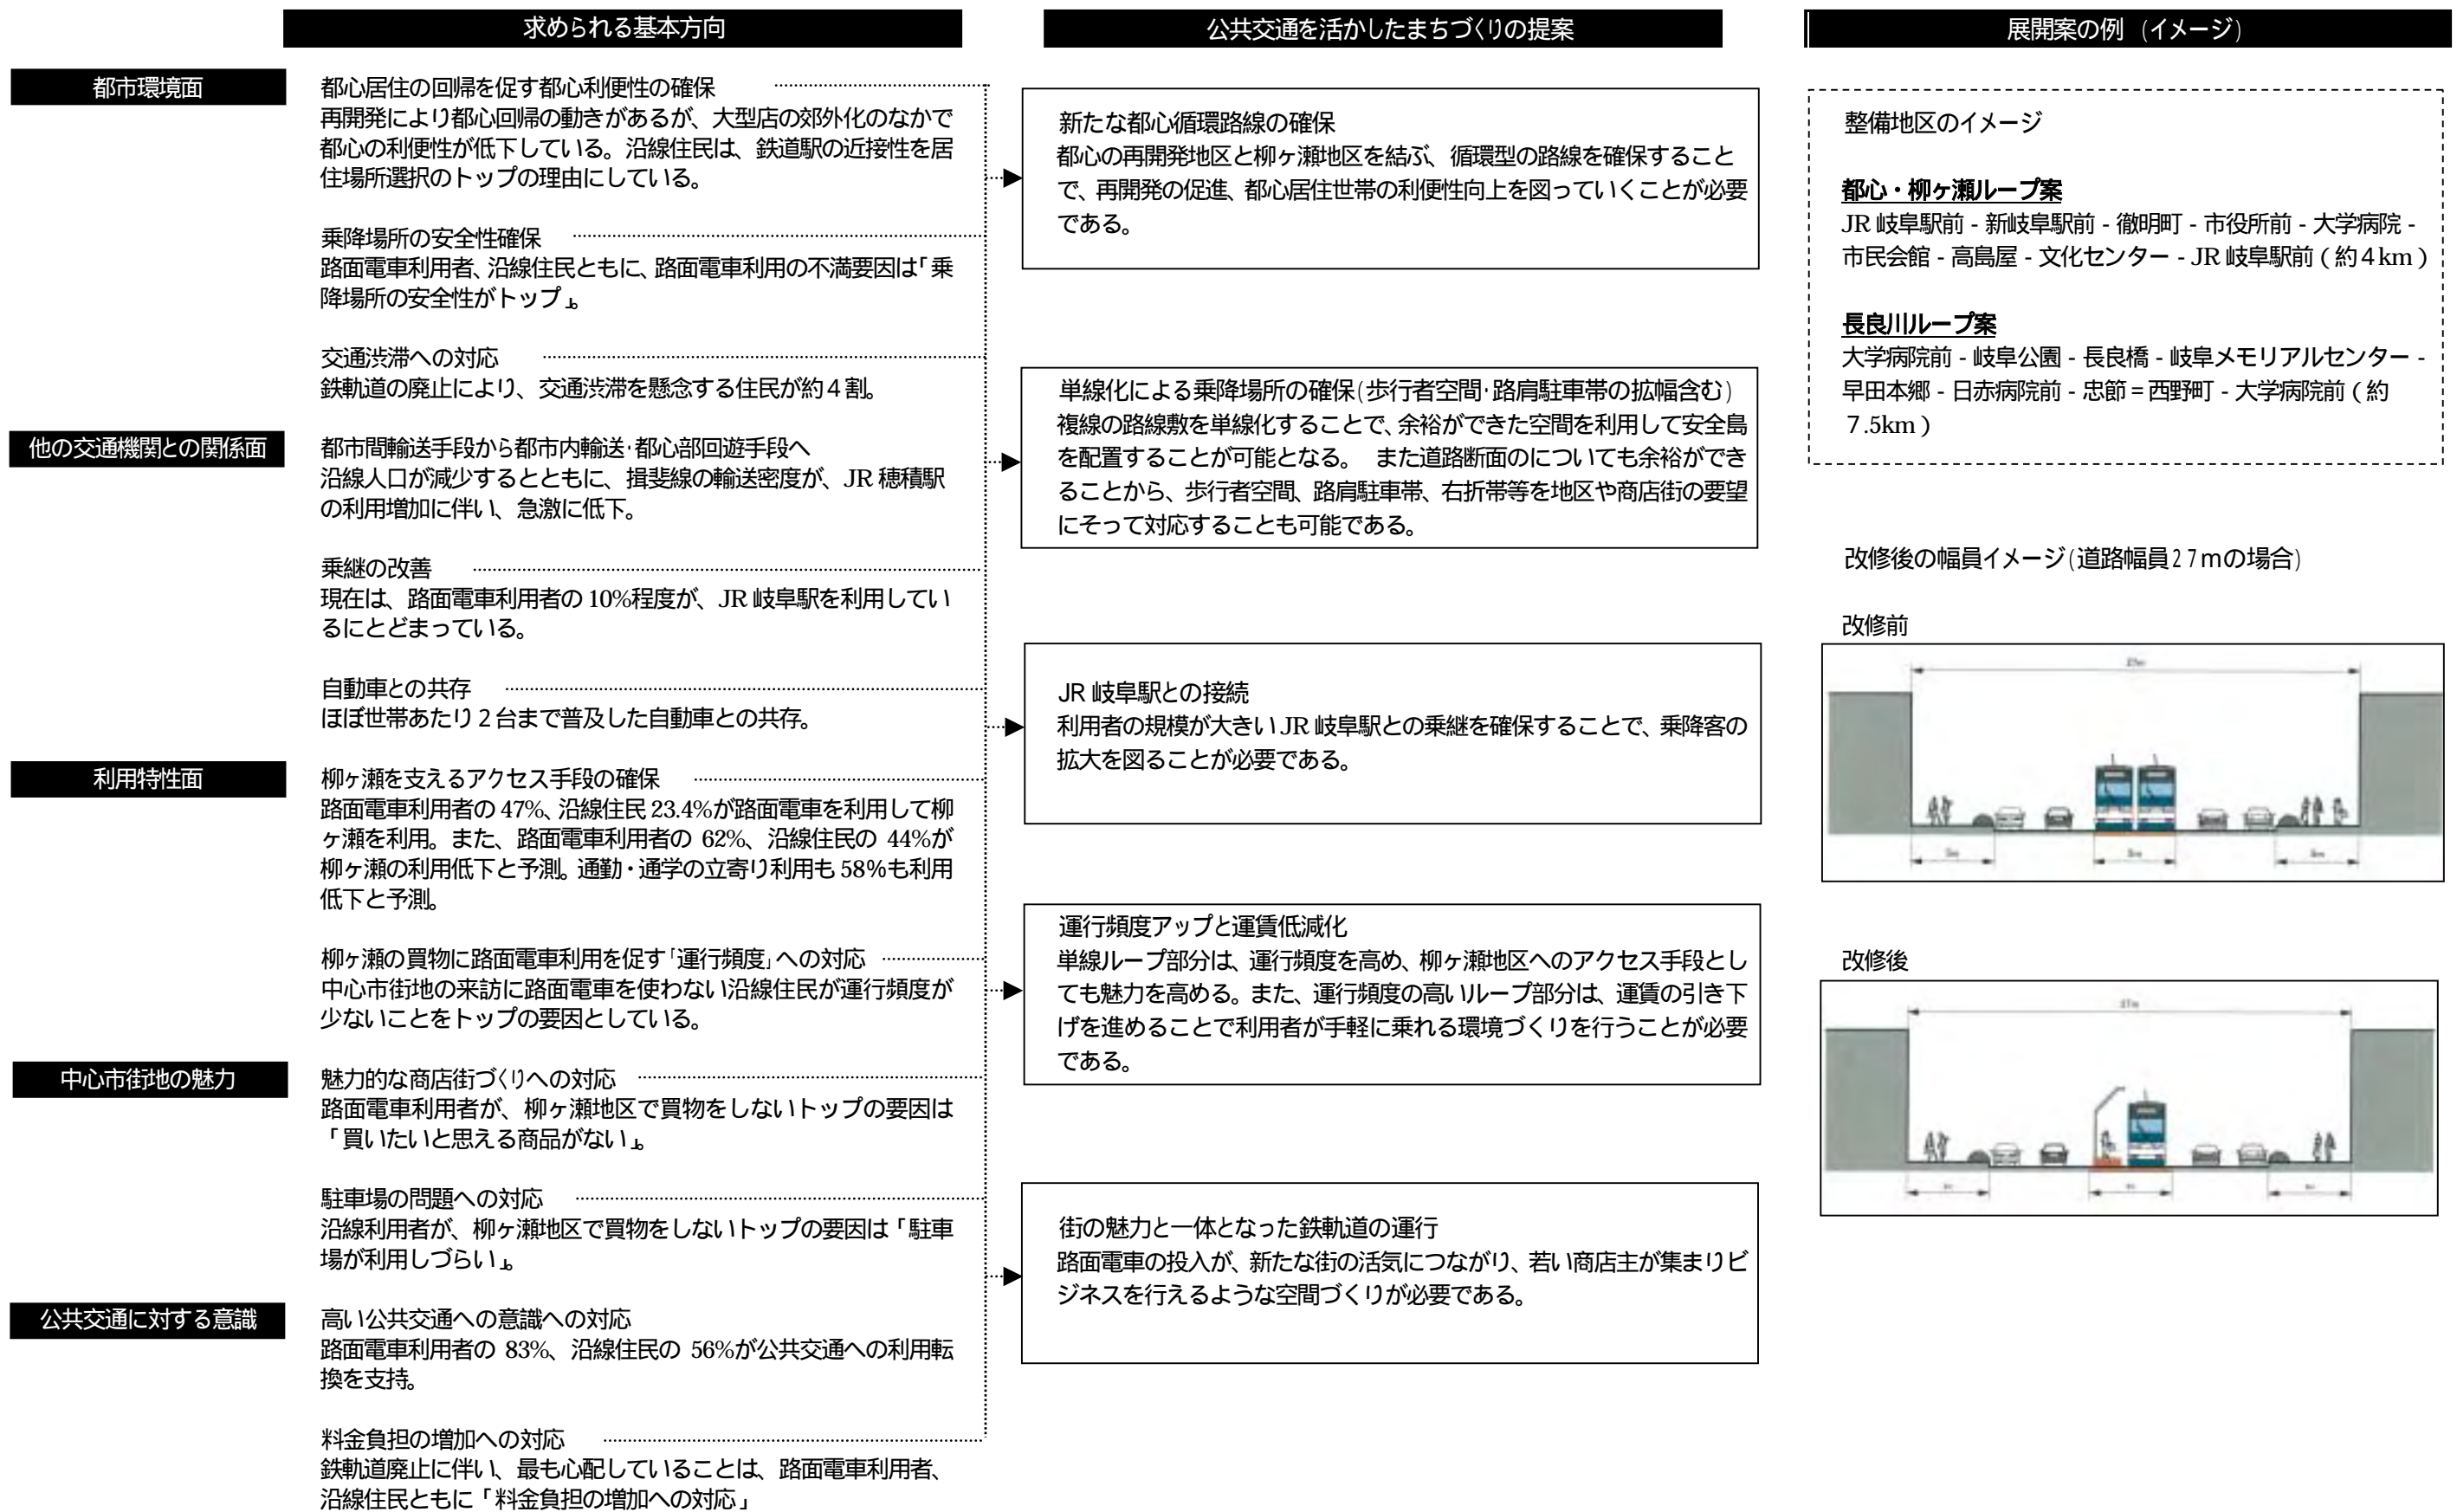 求められる基本方向
都市環境面
都心居住の回帰を促す都心利便性の確保
再開発により都心回帰の動きがあるが、大型店の郊外化のなかで
都心の利便性が低下している。沿線住民は、鉄道駅の近接性を居
住場所選択のトップの理由にしている。
乗降場所の安全性確保
路面電車利用者、沿線住民ともに、路面電車利用の不満要因は「乗
降場所の安全性がトップ」。
交通渋滞への対応
鉄軌道の廃止により、交通渋滞を懸念する住民が約4割。
他の交通機関との関係面
都市間輸送手段から都市内輸送・都心部回遊手段へ
沿線人口が減少するとともに、揖斐線の輸送密度が、JR 穂積駅
の利用増加に伴い、急激に低下。
乗継の改善
現在は、路面電車利用者の 10%程度が、JR 岐阜駅を利用してい
るにとどまっている。
自動車との共存
ほぼ世帯あたり2台まで普及した自動車との共存。
利用特性面
柳ヶ瀬を支えるアクセス手段の確保
路面電車利用者の 47%、沿線住民 23.4%が路面電車を利用して柳
ヶ瀬を利用。また、路面電車利用者の 62%、沿線住民の 44%が
柳ヶ瀬の利用低下と予測。通勤・通学の立寄り利用も 58%も利用
低下と予測。
柳ヶ瀬の買物に路面電車利用を促す「運行頻度」への対応
中心市街地の来訪に路面電車を使わない沿線住民が運行頻度が
少ないことをトップの要因としている。
中心市街地の魅力
魅力的な商店街づくりへの対応
路面電車利用者が、柳ヶ瀬地区で買物をしないトップの要因は
「買いたいと思える商品がない」。
駐車場の問題への対応
沿線利用者が、柳ヶ瀬地区で買物をしないトップの要因は「駐車
場が利用しづらい」。
公共交通に対する意識
高い公共交通への意識への対応
路面電車利用者の 83%、沿線住民の 56%が公共交通への利用転
換を支持。
料金負担の増加への対応
鉄軌道廃止に伴い、最も心配していることは、路面電車利用者、
沿線住民ともに「料金負担の増加への対応」
公共交通を活かしたまちづくりの提案
新たな都心循環路線の確保
都心の再開発地区と柳ヶ瀬地区を結ぶ、循環型の路線を確保すること
で、再開発の促進、都心居住世帯の利便性向上を図っていくことが必要
である。
単線化による乗降場所の確保(歩行者空間・路肩駐車帯の拡幅含む)
複線の路線敷を単線化することで、余裕ができた空間を利用して安全島
を配置することが可能となる。 また道路断面のについても余裕ができ
ることから、歩行者空間、路肩駐車帯、右折帯等を地区や商店街の要望
にそって対応することも可能である。
JR 岐阜駅との接続
利用者の規模が大きい JR 岐阜駅との乗継を確保することで、乗降客の
拡大を図ることが必要である。
運行頻度アップと運賃低減化
単線ループ部分は、運行頻度を高め、柳ヶ瀬地区へのアクセス手段とし
ても魅力を高める。また、運行頻度の高いループ部分は、運賃の引き下
げを進めることで利用者が手軽に乗れる環境づくりを行うことが必要
である。
街の魅力と一体となった鉄軌道の運行
路面電車の投入が、新たな街の活気につながり、若い商店主が集まりビ
ジネスを行えるような空間づくりが必要である。
展開案の例 (イメージ)
整備地区のイメージ
都心・柳ヶ瀬ループ案
JR 岐阜駅前 - 新岐阜駅前 - 徹明町 - 市役所前 - 大学病院 -
市民会館 - 高島屋 - 文化センター - JR 岐阜駅前(約4km)
長良川ループ案
大学病院前 - 岐阜公園 - 長良橋 - 岐阜メモリアルセンター -
早田本郷 - 日赤病院前 - 忠節=西野町 - 大学病院前(約
7.5km)
改修後の幅員イメージ(道路幅員27mの場合)
改修前
27m
5m
改修後
27m